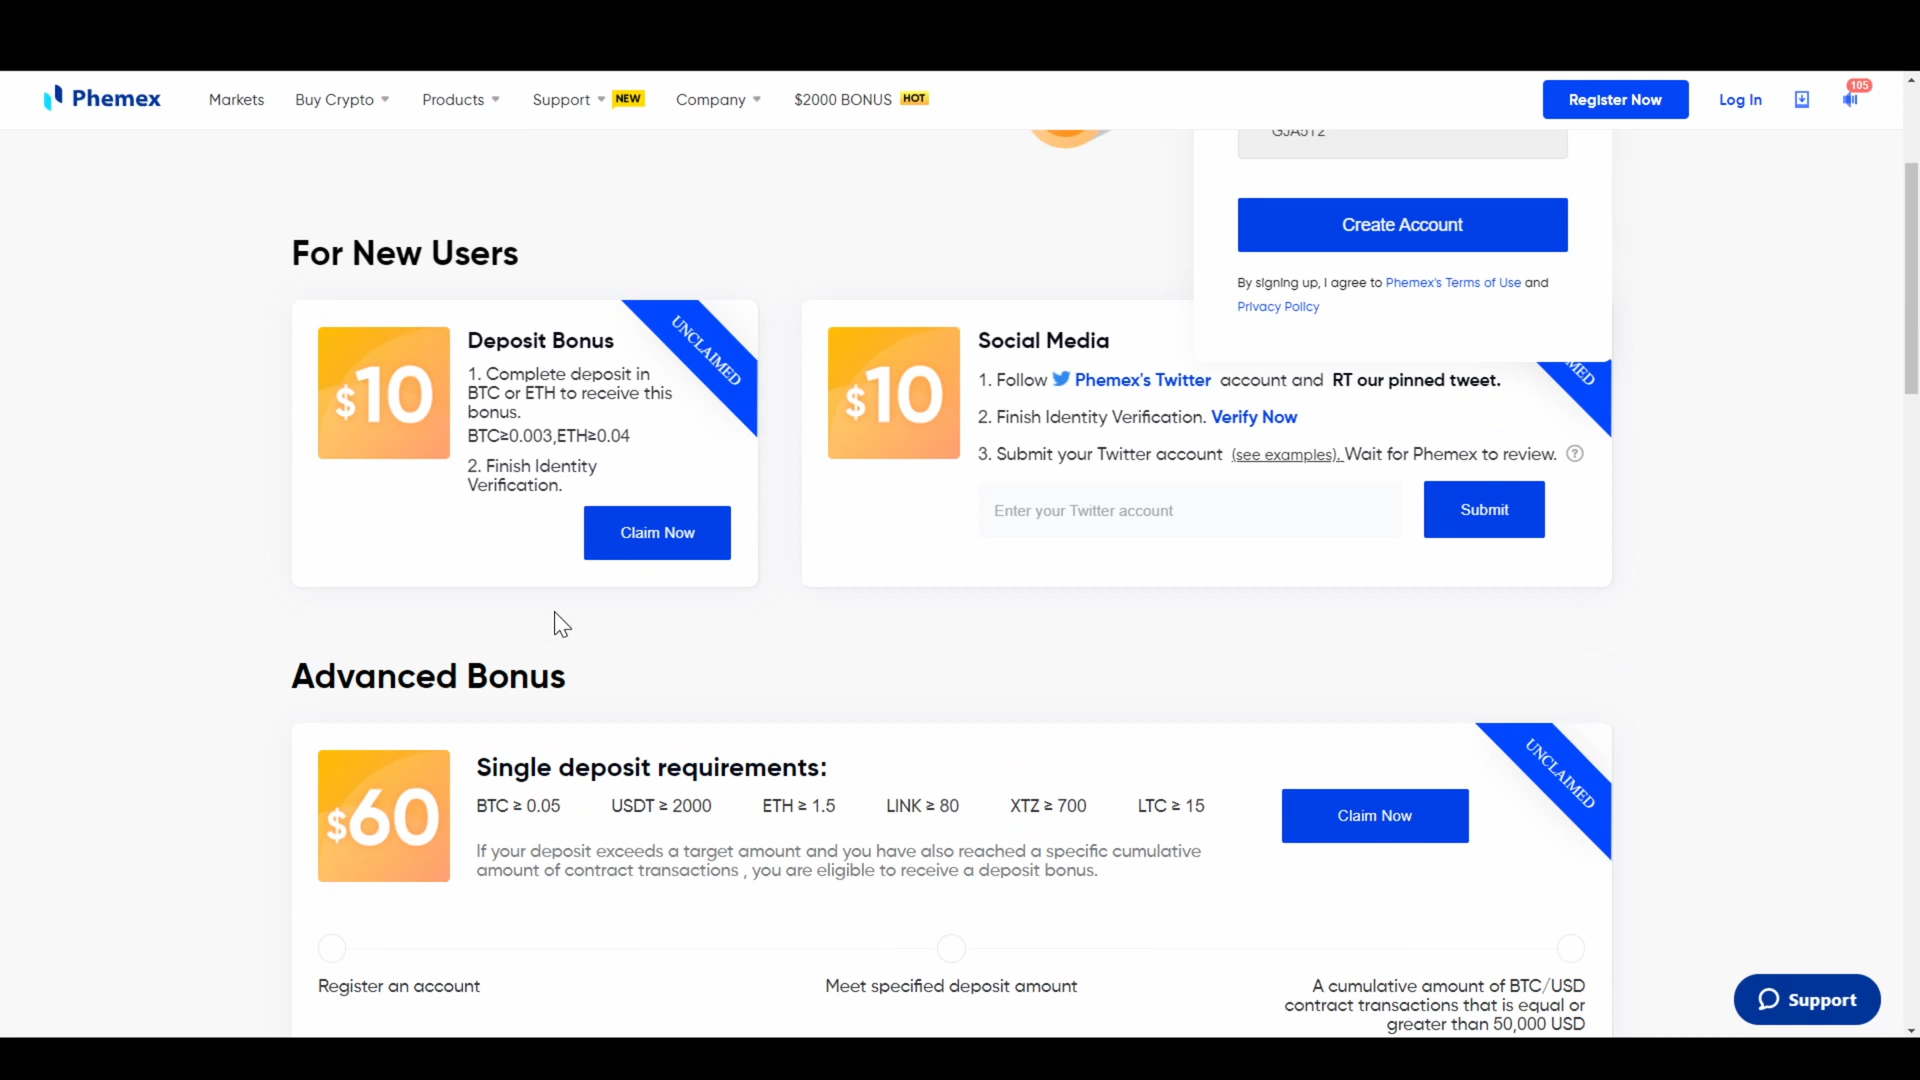 Phemex
Markets
Buy Crypto
Products
Support NEW
Company
$2000 BONUS HOT
Register Now
Log In
105
GJA5T2
Create Account
By signing up, I agree to Phemex's Terms of Use and
Privacy Policy
For New Users
$10
Deposit Bonus
UNCLAIMED
1. Complete deposit in
BTC or ETH to receive this
bonus.
BTC≥0.003,ETH≥0.04
2. Finish Identity
Verification.
Claim Now
$10
Social Media
MED
1. Follow Phemex's Twitter account and RT our pinned tweet.
2. Finish Identity Verification. Verify Now
3. Submit your Twitter account (see examples). Wait for Phemex to review. ?
Enter your Twitter account
Submit
Advanced Bonus
$60
Single deposit requirements:
UNCLAIMED
BTC ≥ 0.05 USDT ≥ 2000 ETH ≥ 1.5 LINK ≥ 80 XTZ ≥ 700 LTC ≥ 15
Claim Now
If your deposit exceeds a target amount and you have also reached a specific cumulative
amount of contract transactions , you are eligible to receive a deposit bonus.
Register an account
Meet specified deposit amount
A cumulative amount of BTC/USD
contract transactions that is equal or
greater than 50,000 USD
Support